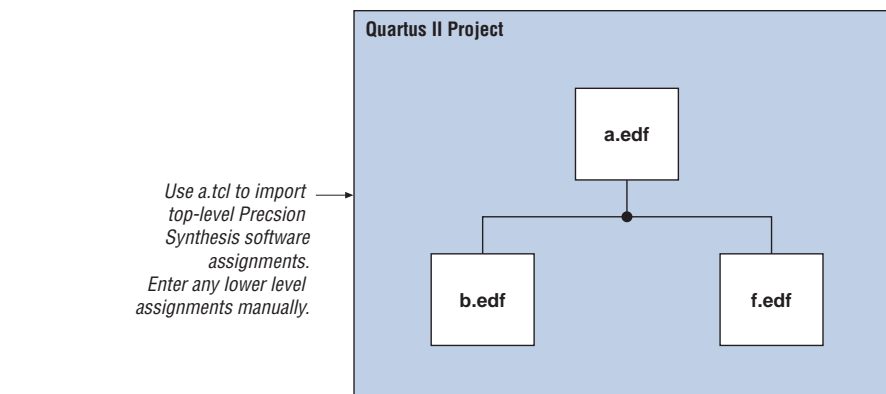 Quartus II Project
a.edf
Use a.tcl to import
top-level Precsion
Synthesis software
assignments.
Enter any lower level
assignments manually.
b.edf
f.edf